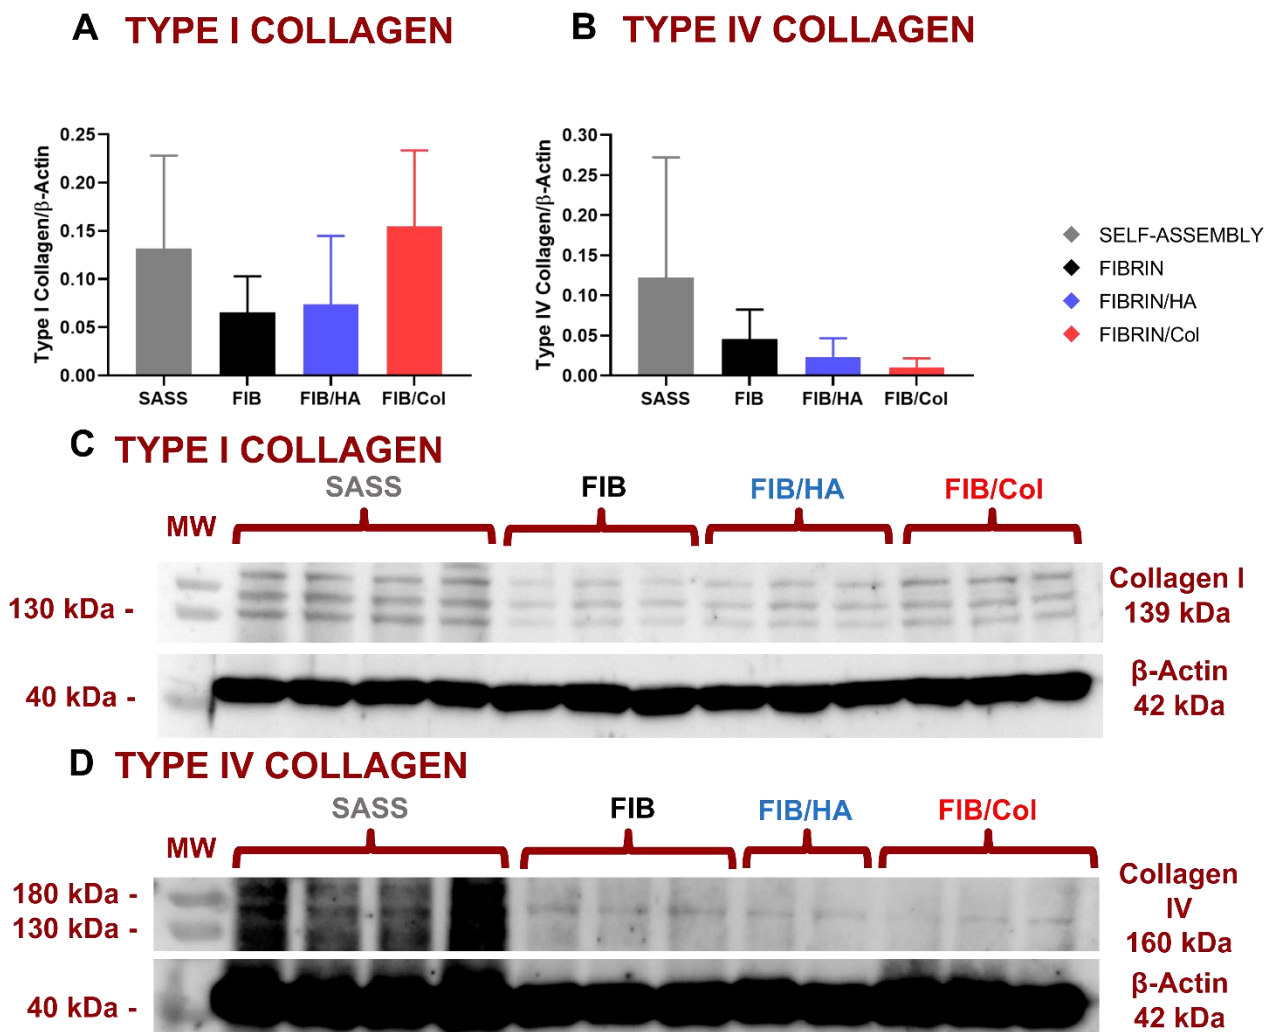 A TYPE I COLLAGEN
B TYPE IV COLLAGEN
Type I Collagen/β-Actin
0.25
0.20
0.15
0.10
0.05
0.00
SASS FIB FIB/HA FIB/Col
Type IV Collagen/β-Actin
0.30
0.25
0.20
0.15
0.10
0.05
0.00
SASS FIB FIB/HA FIB/Col
SELF-ASSEMBLY
FIBRIN
FIBRIN/HA
FIBRIN/Col
C TYPE I COLLAGEN
SASS FIB FIB/HA FIB/Col
MW
130 kDa -
Collagen I
139 kDa
40 kDa -
β-Actin
42 kDa
D TYPE IV COLLAGEN
SASS FIB FIB/HA FIB/Col
MW
180 kDa -
130 kDa -
Collagen
IV
160 kDa
40 kDa -
β-Actin
42 kDa